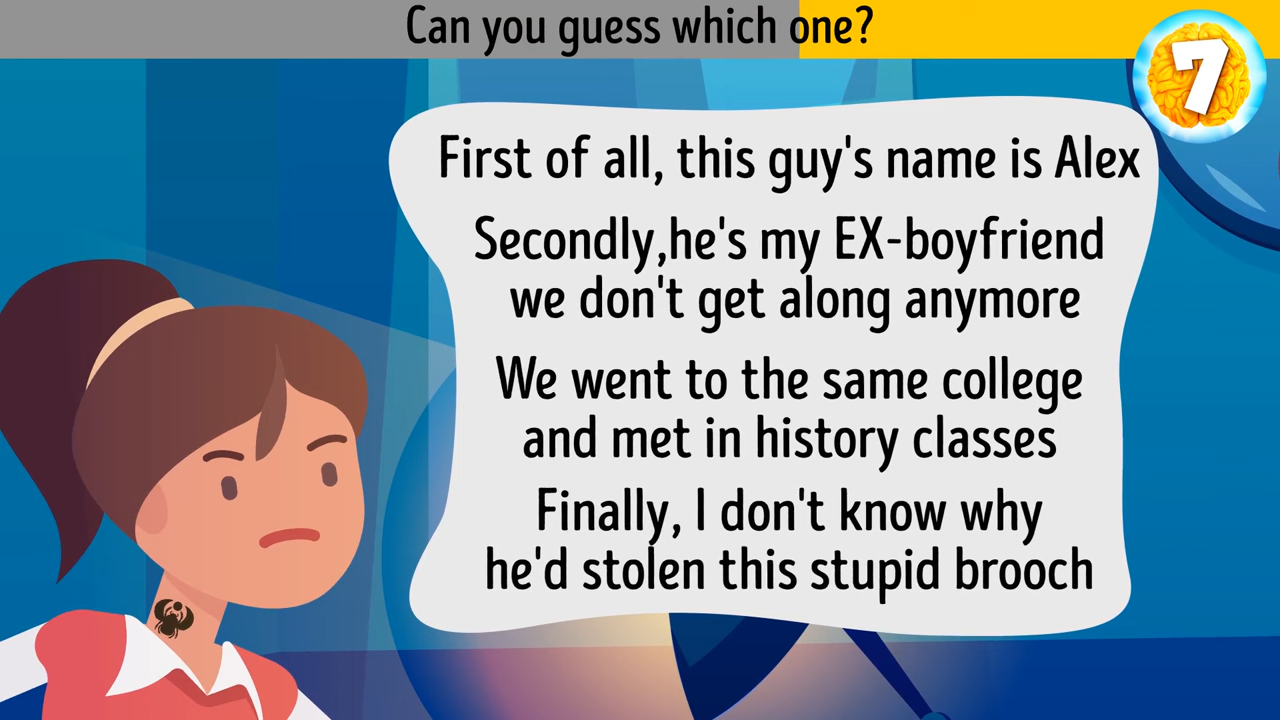 Can you guess which one?
7
First of all, this guy's name is Alex
Secondly,he's my EX-boyfriend
we don't get along anymore
We went to the same college
and met in history classes
Finally, I don't know why
he'd stolen this stupid brooch